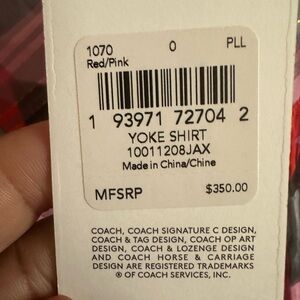 1070 0 PLL
Red/Pink
1 93971 72704 2
YOKE SHIRT
10011208JAX
Made in China/Chine
MFSRP $350.00
COACH, COACH SIGNATURE C DESIGN,
COACH & TAG DESIGN, COACH OP ART
DESIGN, COACH & LOZENGE DESIGN
AND COACH HORSE & CARRIAGE
DESIGN ARE REGISTERED TRADEMARKS
® OF COACH SERVICES, INC.